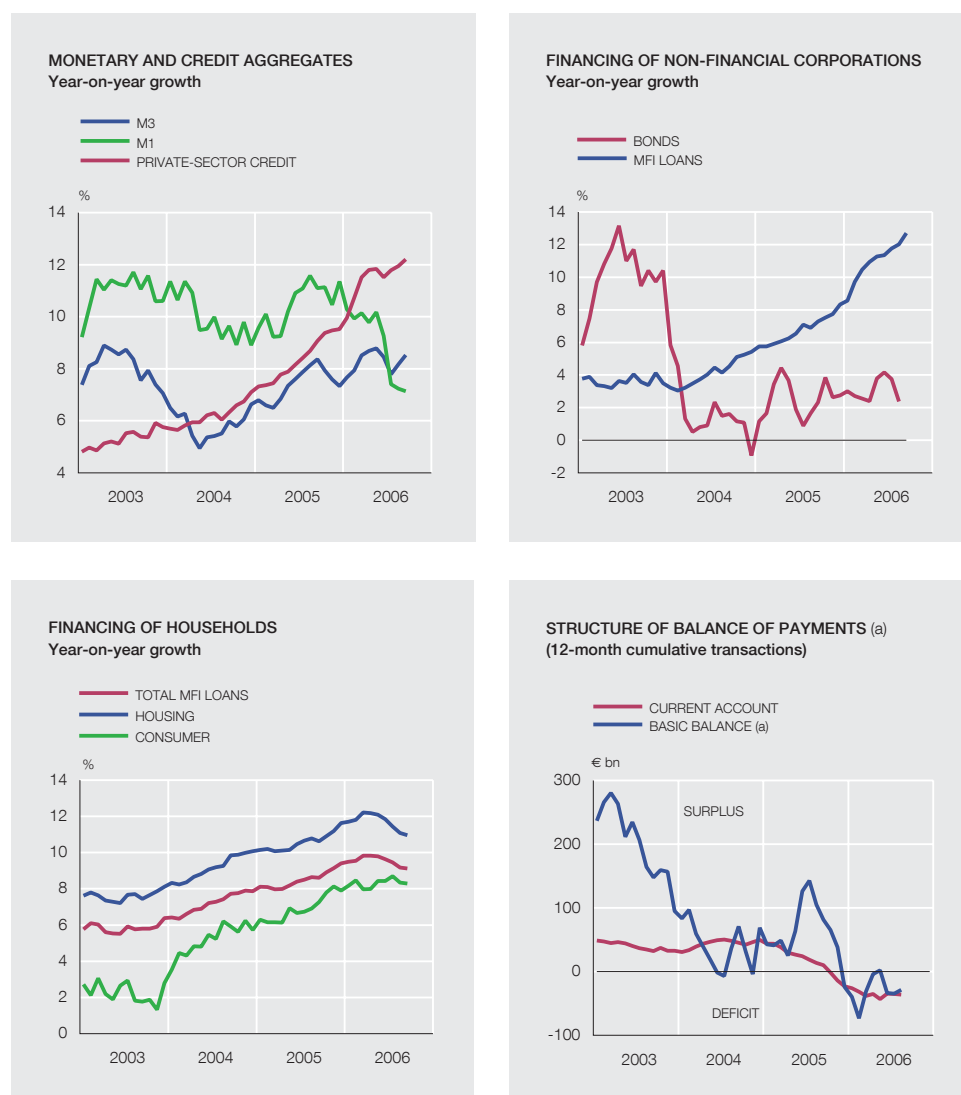 MONETARY AND CREDIT AGGREGATES
Year-on-year growth
M3
M1
PRIVATE-SECTOR CREDIT
%
14
12
10
8
6
4
2003 2004 2005 2006
FINANCING OF NON-FINANCIAL CORPORATIONS
Year-on-year growth
BONDS
MFI LOANS
%
14
12
10
8
6
4
2
0
-2
2003 2004 2005 2006
FINANCING OF HOUSEHOLDS
Year-on-year growth
TOTAL MFI LOANS
HOUSING
CONSUMER
%
14
12
10
8
6
4
2
0
2003 2004 2005 2006
STRUCTURE OF BALANCE OF PAYMENTS (a)
(12-month cumulative transactions)
CURRENT ACCOUNT
BASIC BALANCE (a)
€ bn
300
SURPLUS
200
100
0
DEFICIT
-100
2003 2004 2005 2006